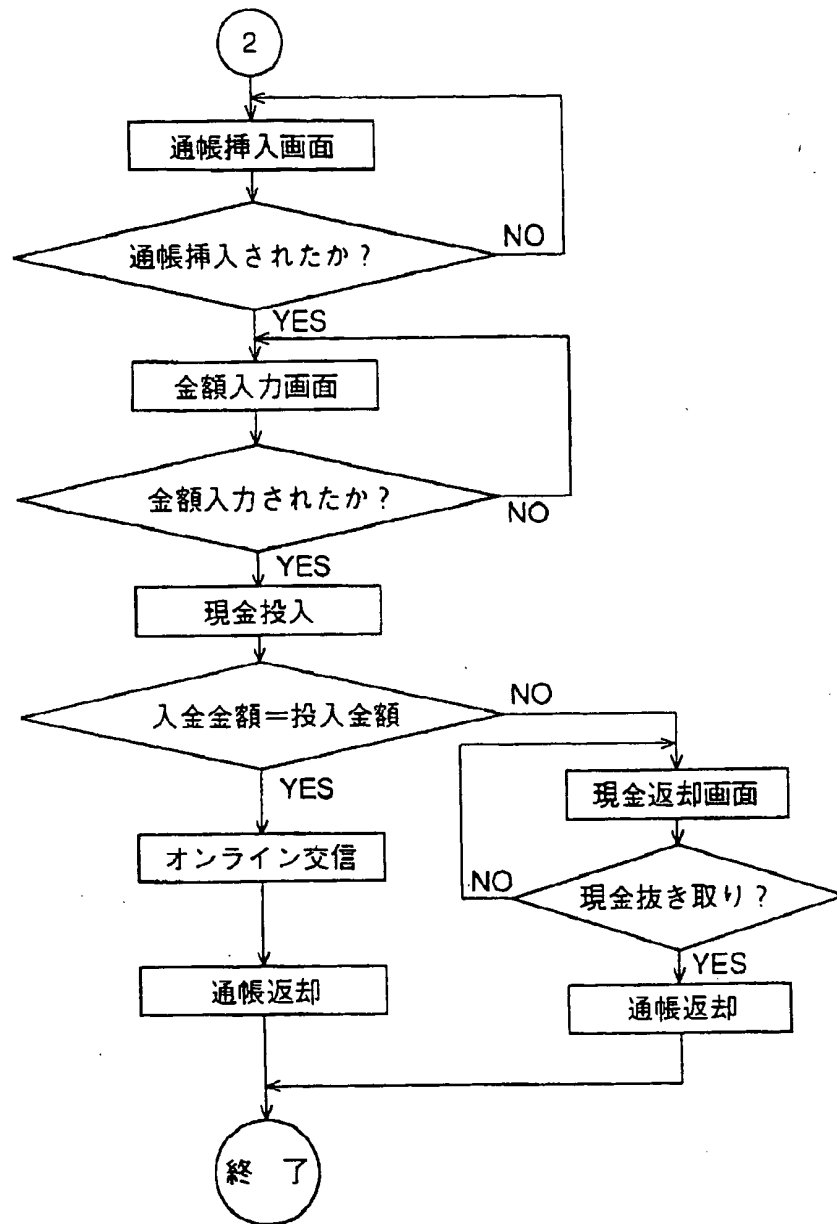 2
通帳挿入画面
通帳挿入されたか？
NO
YES
金額入力画面
金額入力されたか？
NO
YES
現金投入
入金金額＝投入金額
NO
YES
現金返却画面
オンライン交信
現金抜き取り？
NO
YES
通帳返却
通帳返却
終 了